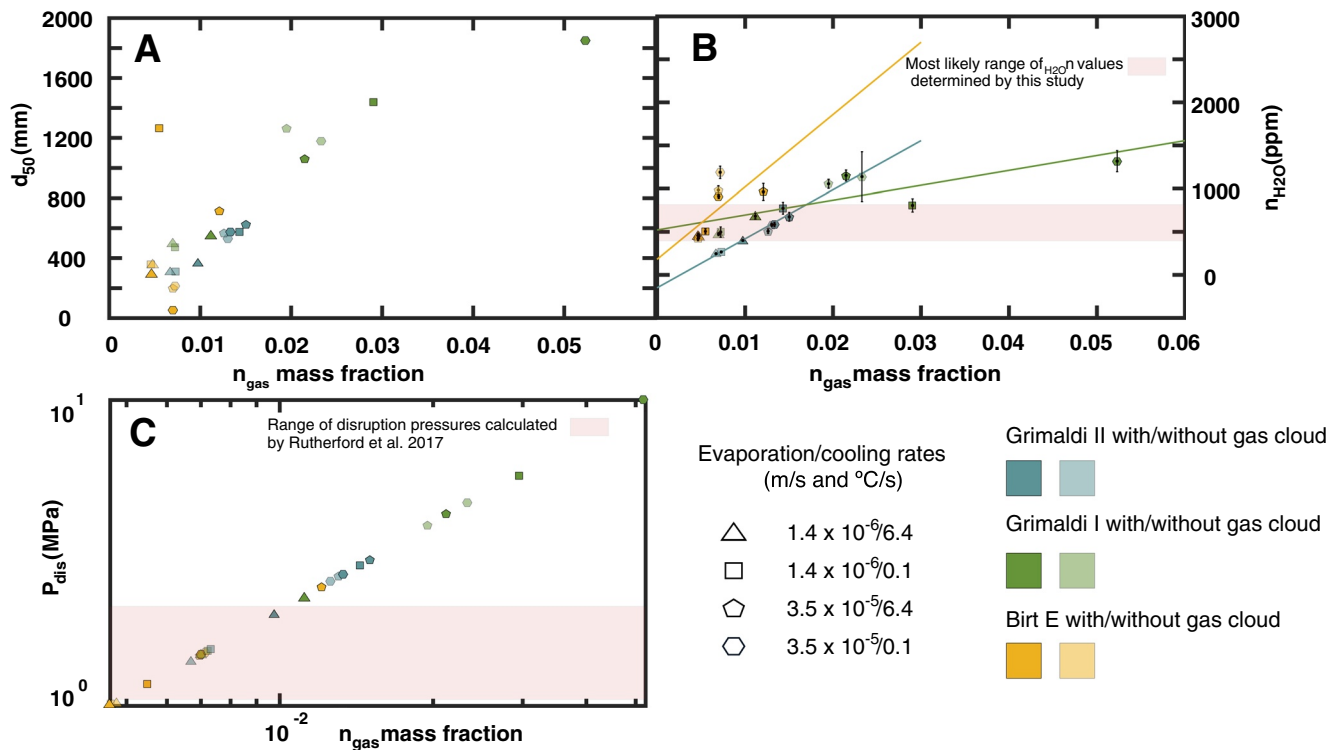 A
2000
1600
1200
800
400
0
d50(mm)
0
0.01
0.02
0.03
0.04
0.05
ngas mass fraction
B
Most likely range of H2On values
determined by this study
3000
2000
1000
0
nH2O(ppm)
0
0.01
0.02
0.03
0.04
0.05
0.06
ngas mass fraction
C
Range of disruption pressures calculated
by Rutherford et al. 2017
10^1
10^0
Pdis(MPa)
10^-2
ngas mass fraction
Evaporation/cooling rates
(m/s and ºC/s)
1.4 x 10^-6/6.4
1.4 x 10^-6/0.1
3.5 x 10^-5/6.4
3.5 x 10^-5/0.1
Grimaldi II with/without gas cloud
Grimaldi I with/without gas cloud
Birt E with/without gas cloud